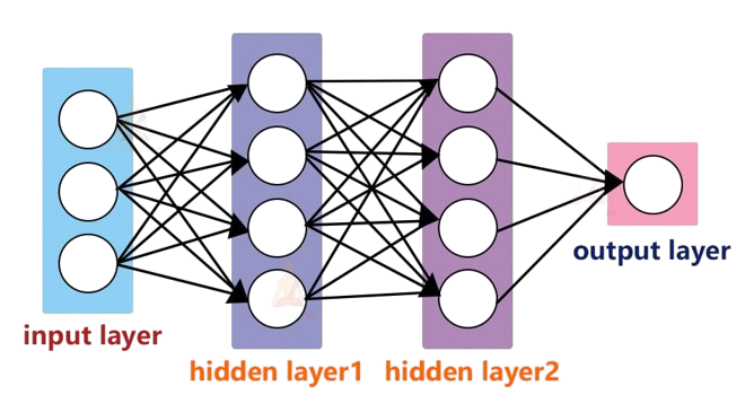 input layer
hidden layer1
hidden layer2
output layer